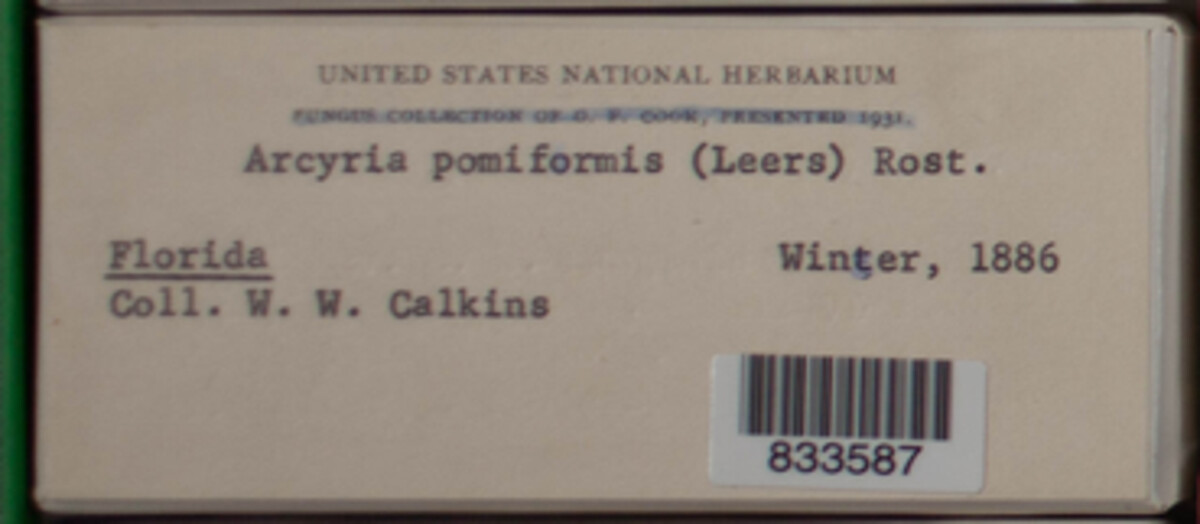 UNITED STATES NATIONAL HERBARIUM
FUNGUS COLLECTION OF O. F. COOK, PRESENTED 1931.
Arcyria pomiformis (Leers) Rost.
Florida
Winter, 1886
Coll. W. W. Calkins
833587